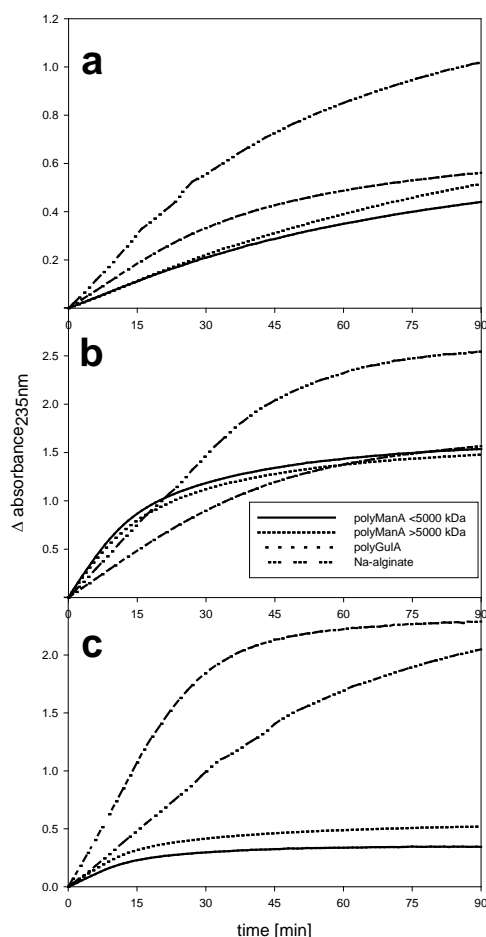 1.2
a
1.0
0.8
0.6
0.4
0.2
0 15 30 45 60 75 90
b
2.5
2.0
1.5
1.0
0.5
Δ absorbance235nm
polyManA <5000 kDa
polyManA >5000 kDa
polyGulA
Na-alginate
0 15 30 45 60 75 90
c
2.0
1.5
1.0
0.5
0.0
0 15 30 45 60 75 90
time [min]